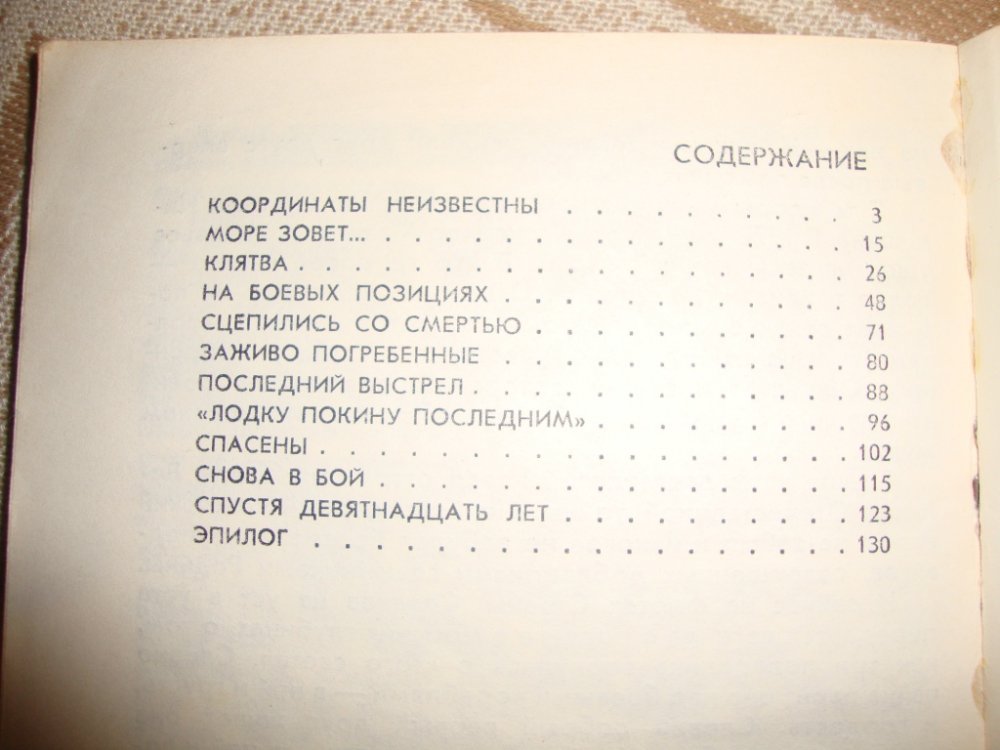 СОДЕРЖАНИЕ
КООРДИНАТЫ НЕИЗВЕСТНЫ . . . . . . . . . . 3
МОРЕ ЗОВЕТ... . . . . . . . . . . . . . . . . 15
КЛЯТВА . . . . . . . . . . . . . . . . . . . 26
НА БОЕВЫХ ПОЗИЦИЯХ . . . . . . . . . . . . 48
СЦЕПИЛИСЬ СО СМЕРТЬЮ . . . . . . . . . . . 71
ЗАЖИВО ПОГРЕБЕННЫЕ . . . . . . . . . . . . 80
ПОСЛЕДНИЙ ВЫСТРЕЛ . . . . . . . . . . . . . 88
«ЛОДКУ ПОКИНУ ПОСЛЕДНИМ» . . . . . . . . . 96
СПАСЕНЫ . . . . . . . . . . . . . . . . . . 102
СНОВА В БОЙ . . . . . . . . . . . . . . . . 115
СПУСТЯ ДЕВЯТНАДЦАТЬ ЛЕТ . . . . . . . . . . 123
ЭПИЛОГ . . . . . . . . . . . . . . . . . . 130